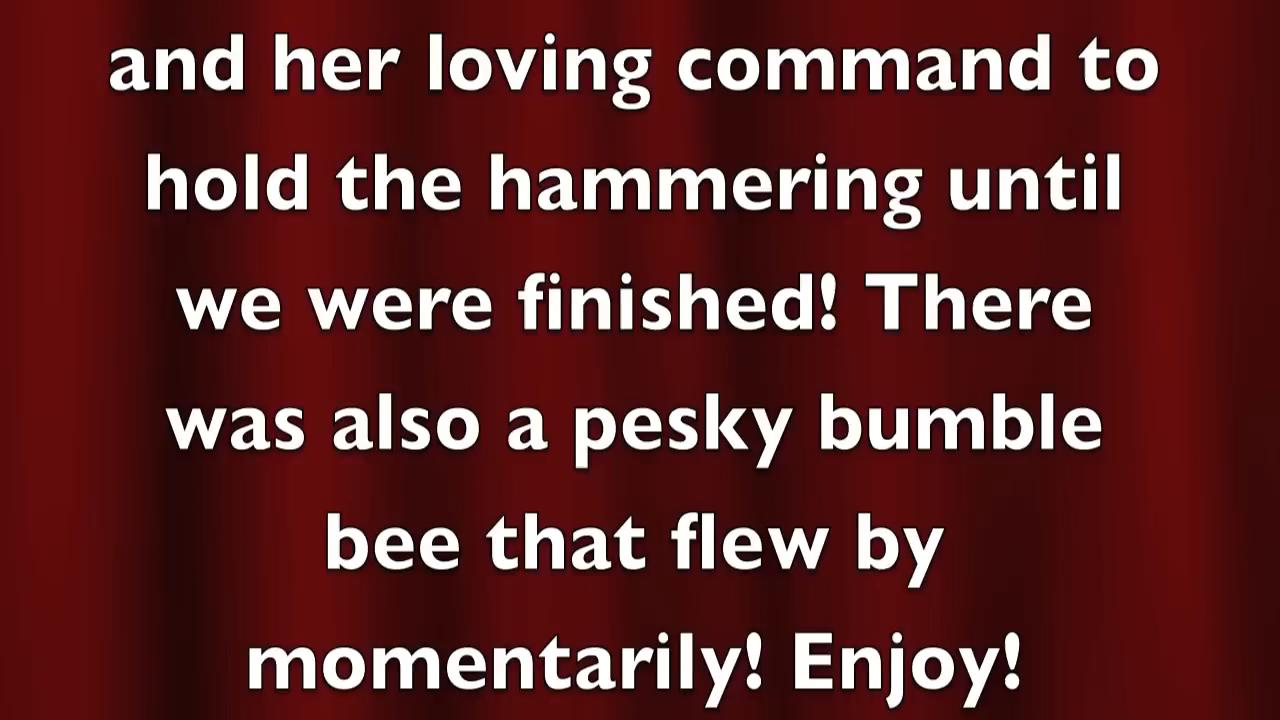 and her loving command to
hold the hammering until
we were finished! There
was also a pesky bumble
bee that flew by
momentarily! Enjoy!